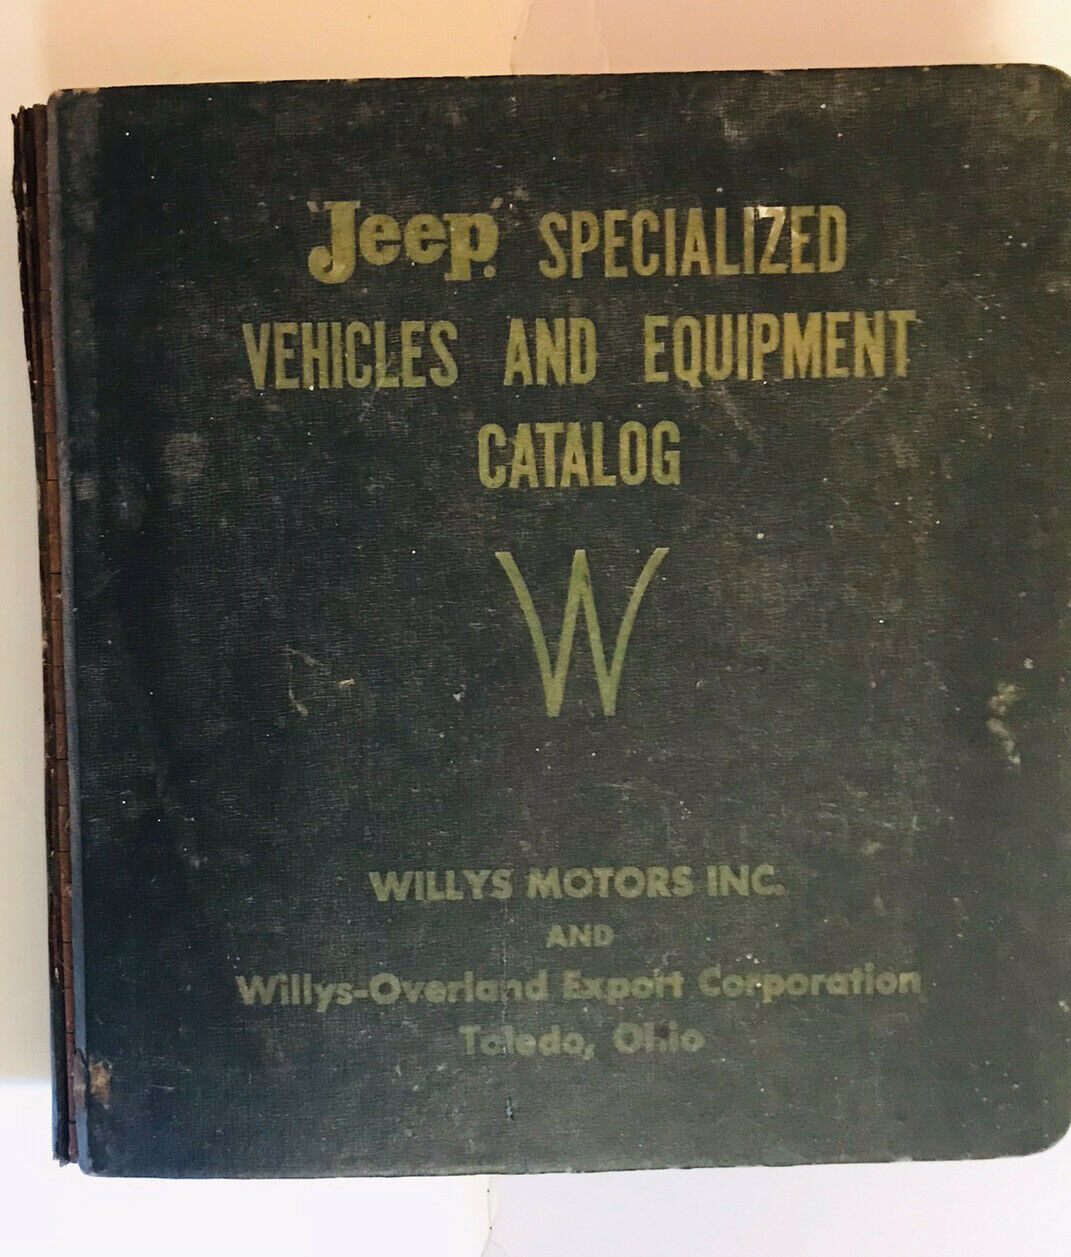 'Jeep' SPECIALIZED
VEHICLES AND EQUIPMENT
CATALOG
W
WILLYS MOTORS INC.
AND
Willys-Overland Export Corporation
Toledo, Ohio